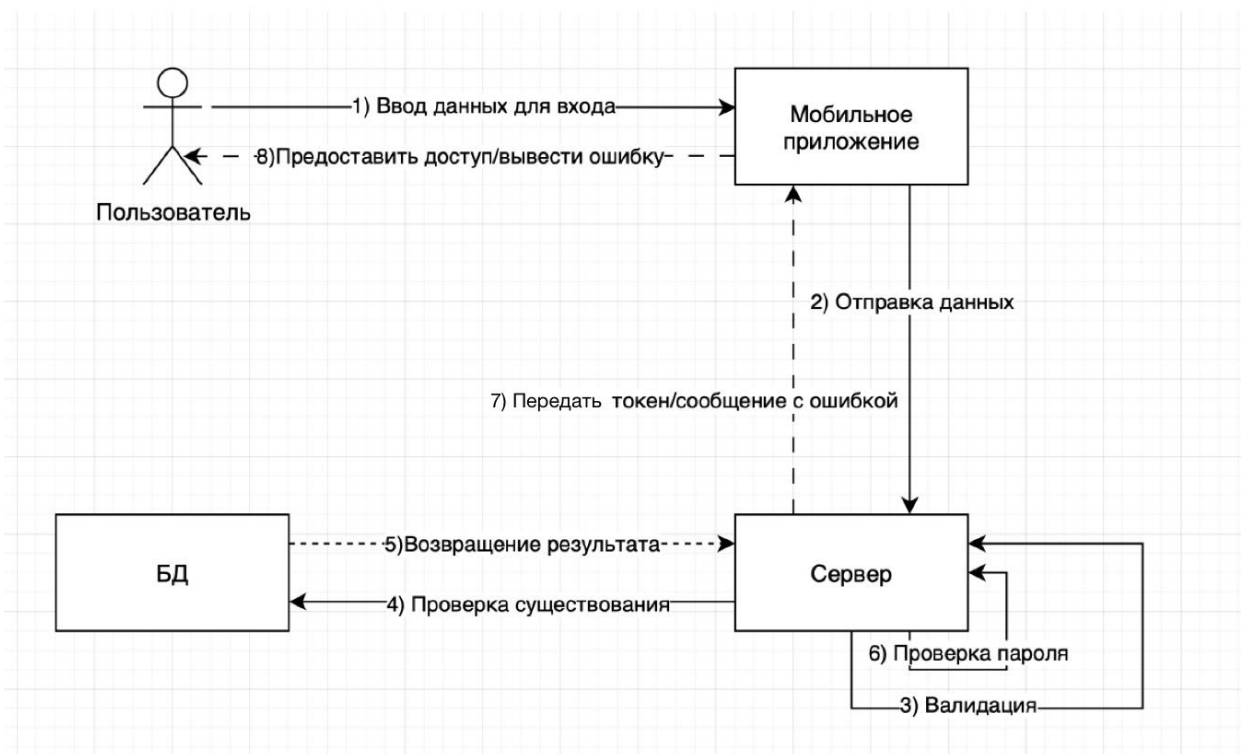 1) Ввод данных для входа
Мобильное
приложение
8)Предоставить доступ/вывести ошибку
Пользователь
2) Отправка данных
7) Передать токен/сообщение с ошибкой
5)Возвращение результата
БД
Сервер
4) Проверка существования
6) Проверка пароля
3) Валидация